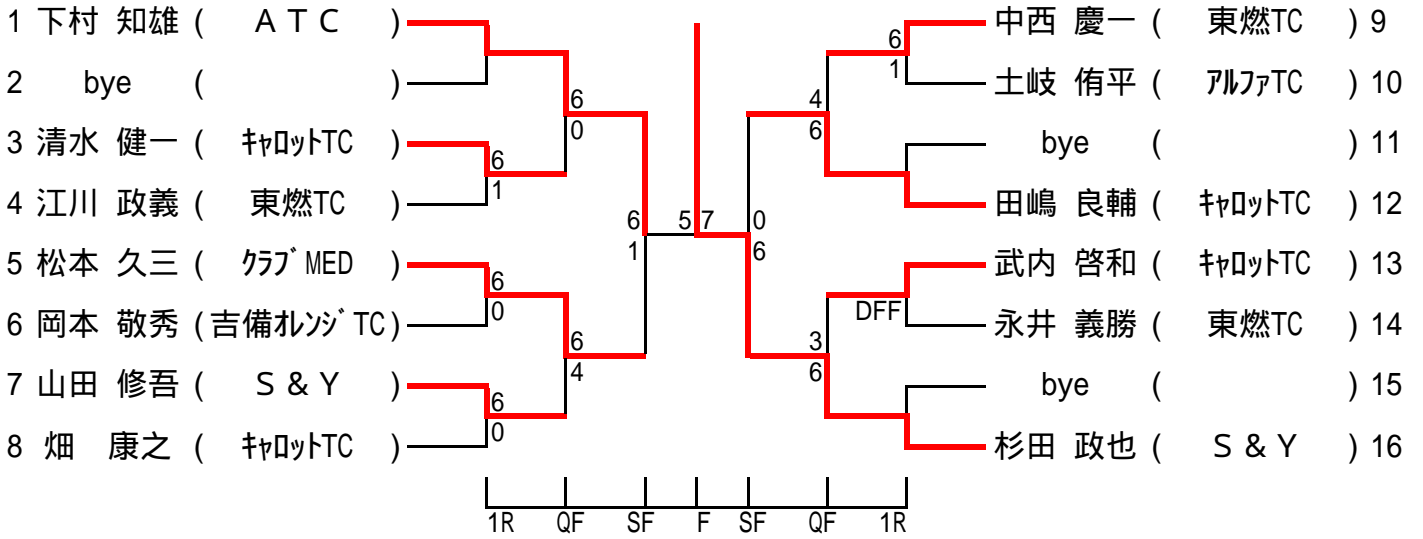 1 下村 知雄 ( ＡＴＣ )
2 bye ( )
6
0
3 清水 健一 ( ｷｬﾛｯﾄTC )
6
1
4 江川 政義 ( 東燃TC )
6
1
5 松本 久三 ( ｸﾗﾌﾞMED )
6
0
6 岡本 敬秀 (吉備ｵﾚﾝｼﾞTC)
6
4
7 山田 修吾 ( Ｓ＆Ｙ )
6
0
8 畑 康之 ( ｷｬﾛｯﾄTC )
5 7
中西 慶一 ( 東燃TC ) 9
6
1
土岐 侑平 ( ｱﾙﾌｧTC ) 10
4
6
bye ( ) 11
田嶋 良輔 ( ｷｬﾛｯﾄTC ) 12
0
6
武内 啓和 ( ｷｬﾛｯﾄTC ) 13
DFF
永井 義勝 ( 東燃TC ) 14
3
6
bye ( ) 15
杉田 政也 ( Ｓ＆Ｙ ) 16
1R QF SF F SF QF 1R